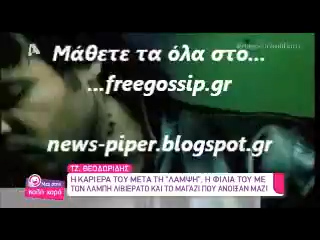 Μάθετε τα όλα στο...
...freegossip.gr
news-piper.blogspot.gr
ΤΖ. ΘΕΟΔΩΡΙΔΗΣ
Η ΚΑΡΙΕΡΑ ΤΟΥ ΜΕΤΑ ΤΗ "ΛΑΜΨΗ", Η ΦΙΛΙΑ ΤΟΥ ΜΕ
ΤΟΝ ΛΑΜΠΗ ΛΙΒΙΕΡΑΤΟ ΚΑΙ ΤΟ ΜΑΓΑΖΙ ΠΟΥ ΑΝΟΙΞΑΝ ΜΑΖΙ